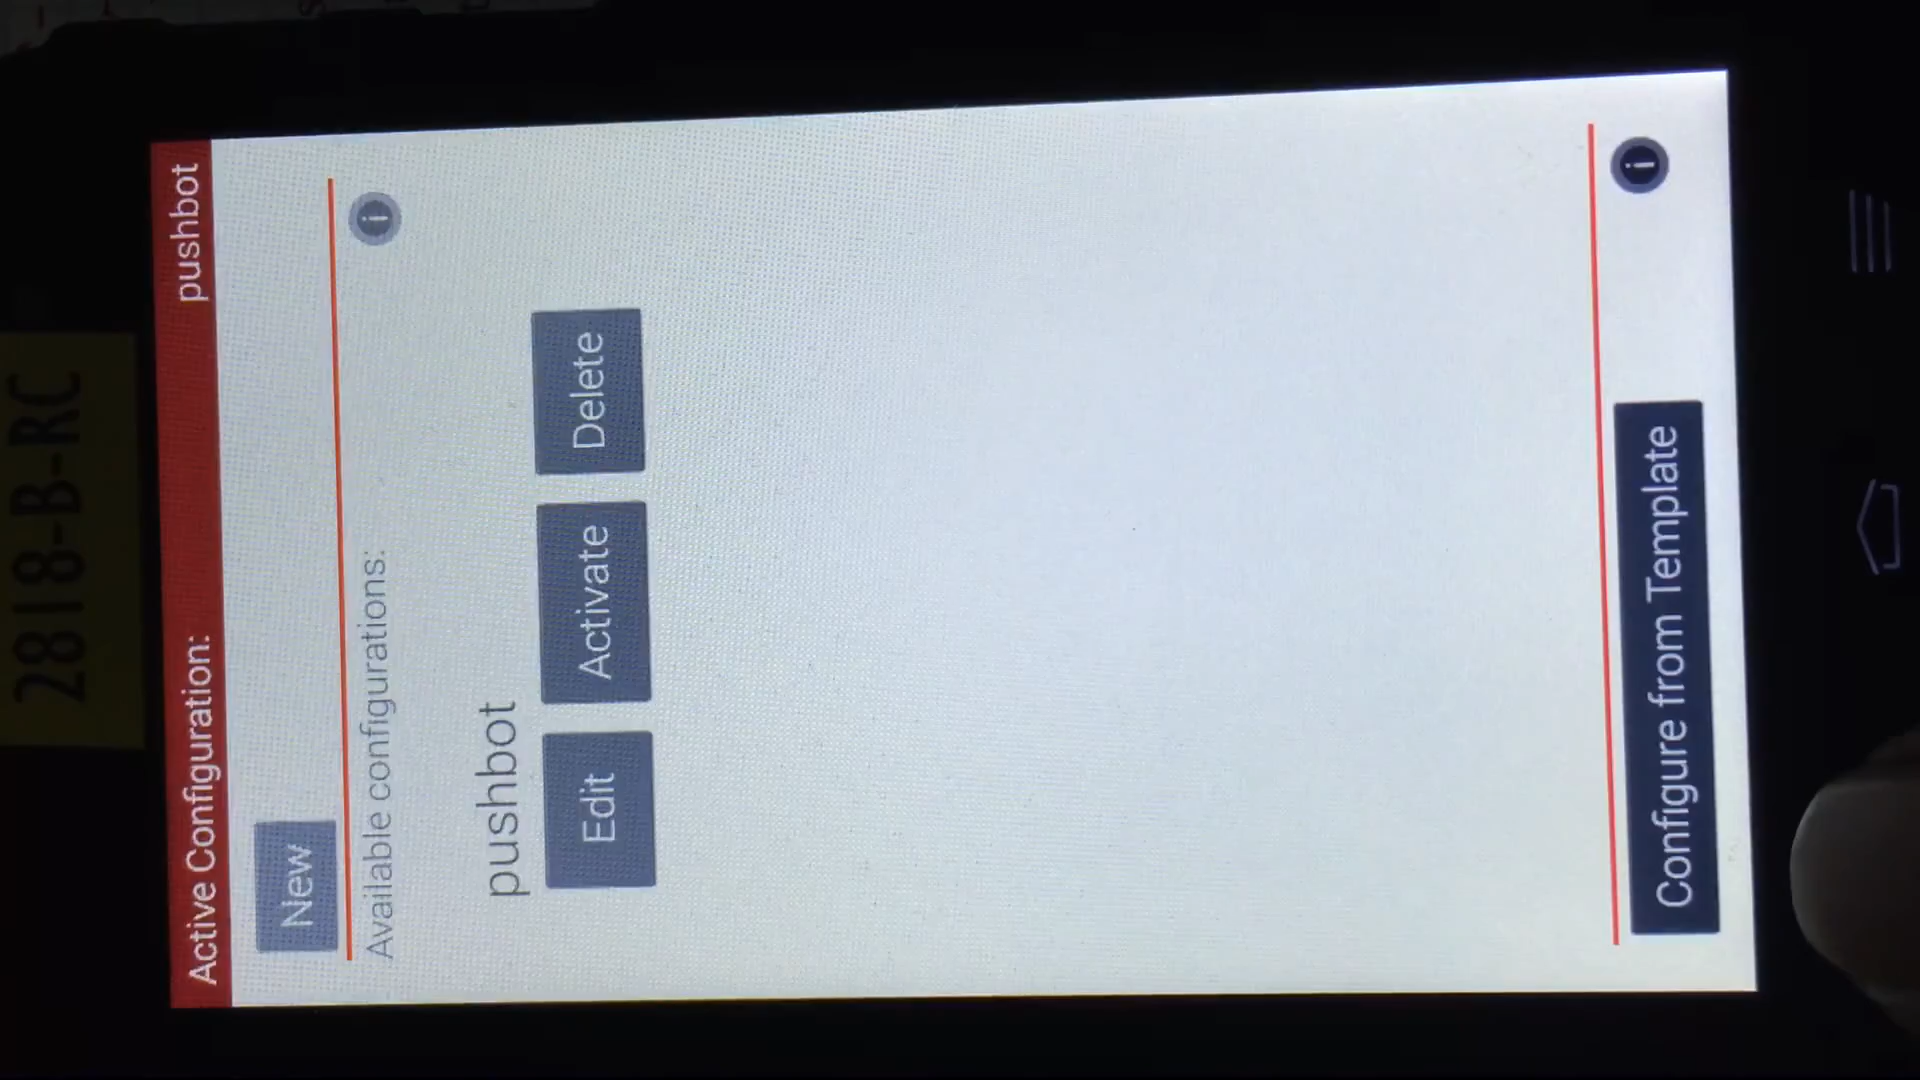 2818-B-RC
Active Configuration: pushbot
New
Available configurations:
pushbot
Edit Activate Delete
Configure from Template